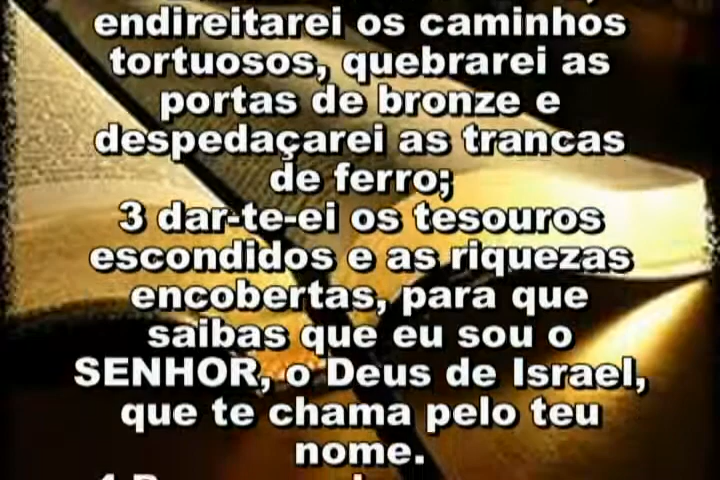 endireitarei os caminhos
tortuosos, quebrarei as
portas de bronze e
despedaçarei as trancas
de ferro;
3 dar-te-ei os tesouros
escondidos e as riquezas
encobertas, para que
saibas que eu sou o
SENHOR, o Deus de Israel,
que te chama pelo teu
nome.